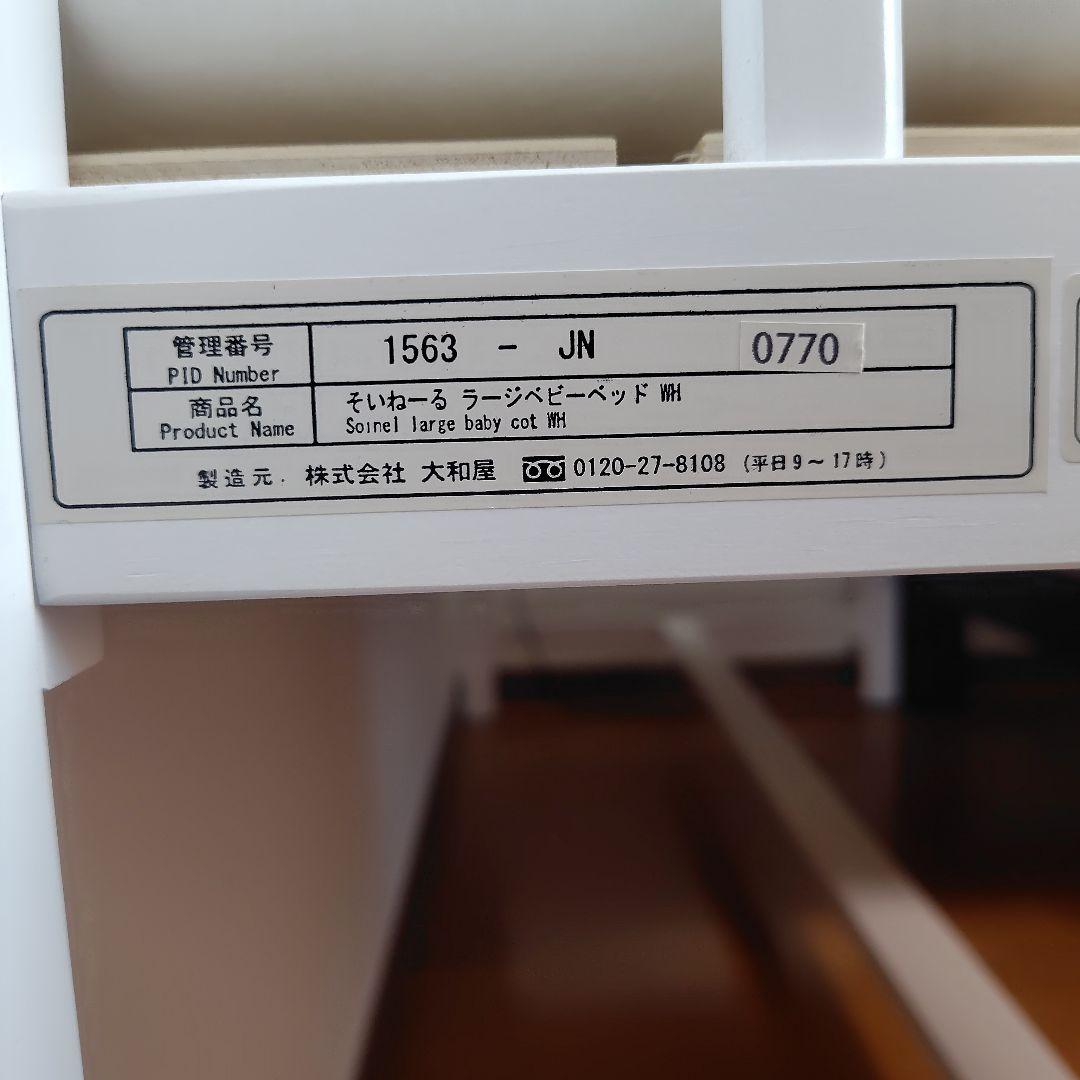 管理番号 1563 - JN 0770
PID Number
商品名 そいねーる ラージベビーベッド WH
Product Name Soinel large baby cot WH
製造元. 株式会社 大和屋 0120-27-8108 (平日9～17時)